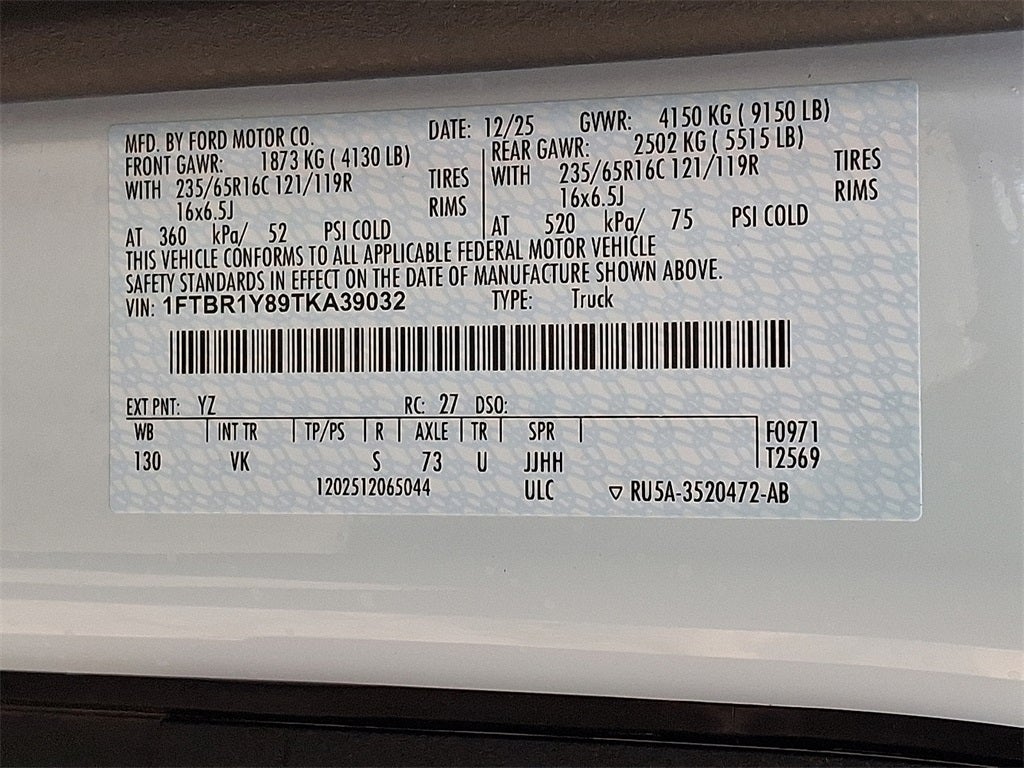 MFD. BY FORD MOTOR CO. DATE: 12/25 GVWR: 4150 KG ( 9150 LB)
FRONT GAWR: 1873 KG ( 4130 LB) REAR GAWR: 2502 KG ( 5515 LB)
WITH 235/65R16C 121/119R TIRES WITH 235/65R16C 121/119R TIRES
16x6.5J RIMS 16x6.5J RIMS
AT 360 kPa/ 52 PSI COLD AT 520 kPa/ 75 PSI COLD
THIS VEHICLE CONFORMS TO ALL APPLICABLE FEDERAL MOTOR VEHICLE
SAFETY STANDARDS IN EFFECT ON THE DATE OF MANUFACTURE SHOWN ABOVE.
VIN: 1FTBR1Y89TKA39032 TYPE: Truck
EXT PNT: YZ RC: 27 DSO:
WB INT TR TP/PS R AXLE TR SPR F0971
130 VK S 73 U JJHH T2569
1202512065044 ULC ▽ RU5A-3520472-AB